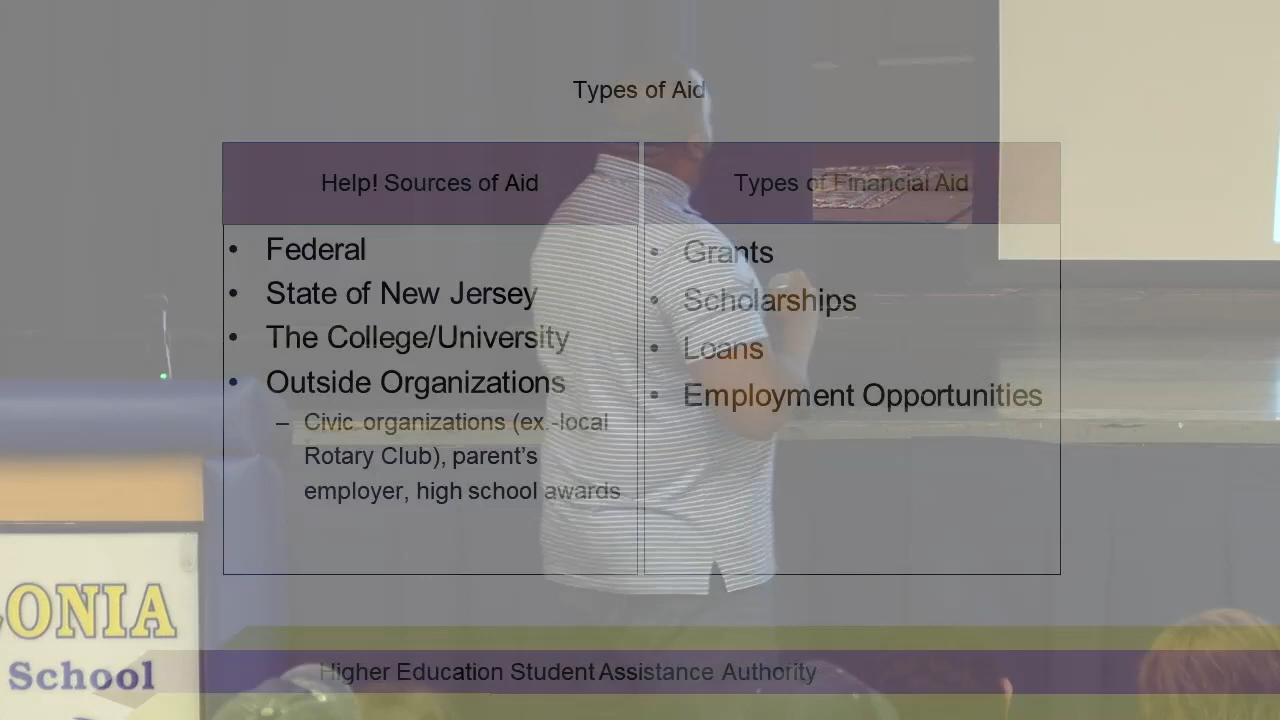 Types of Aid
Help! Sources of Aid
Types of Financial Aid
• Federal
• State of New Jersey
• The College/University
• Outside Organizations
– Civic organizations (ex.-local
Rotary Club), parent's
employer, high school awards
• Grants
• Scholarships
• Loans
• Employment Opportunities
ONIA
School
Higher Education Student Assistance Authority